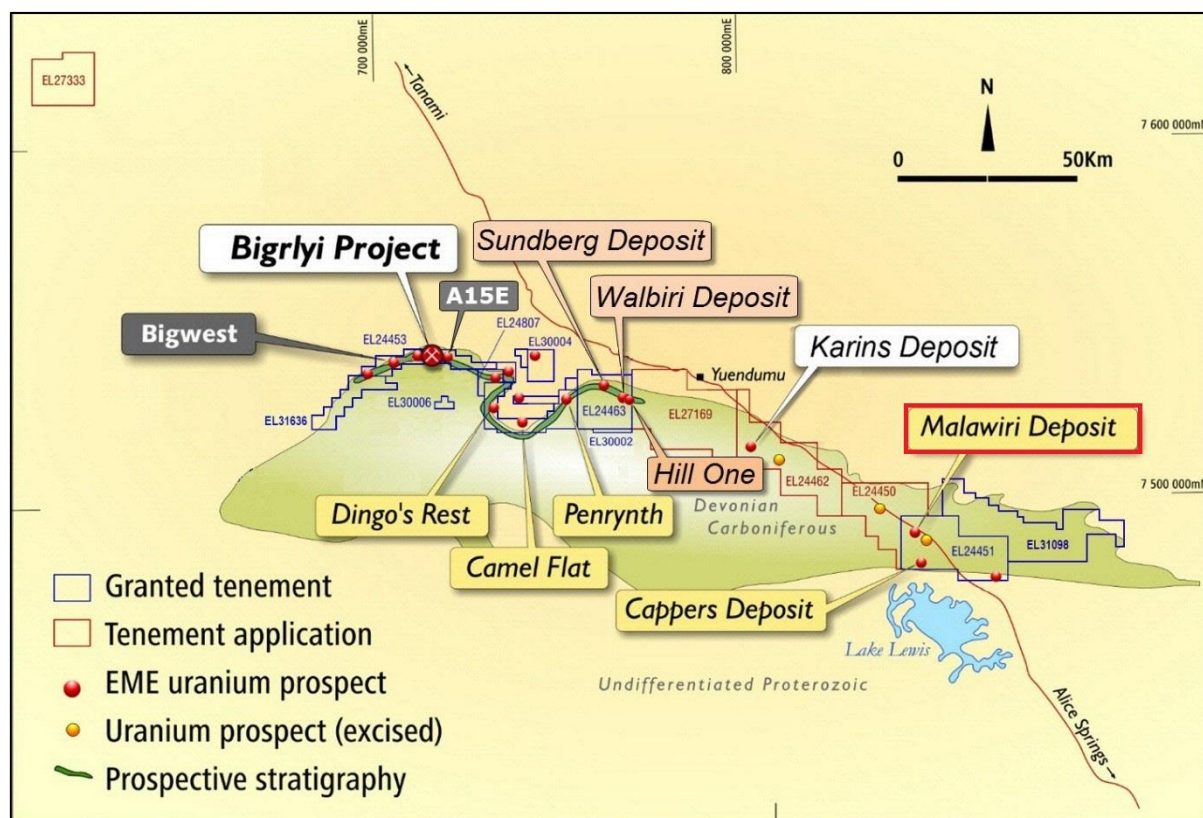 EL27333
700 000mE
800 000mE
Tanami
N
7 600 000mN
0 50Km
Sundberg Deposit
Bigrlyi Project
Walbiri Deposit
A15E
Bigwest
EL24453
EL24807
EL30004
Karins Deposit
Yuendumu
EL31636
EL30006
EL24463
EL27169
Malawiri Deposit
EL30002
Hill One
EL24462
EL24450
7 500 000mN
Dingo's Rest
Penrynth
Devonian
Carboniferous
EL24451
EL31098
Camel Flat
Cappers Deposit
Lake Lewis
Undifferentiated Proterozoic
Alice Springs
Granted tenement
Tenement application
EME uranium prospect
Uranium prospect (excised)
Prospective stratigraphy